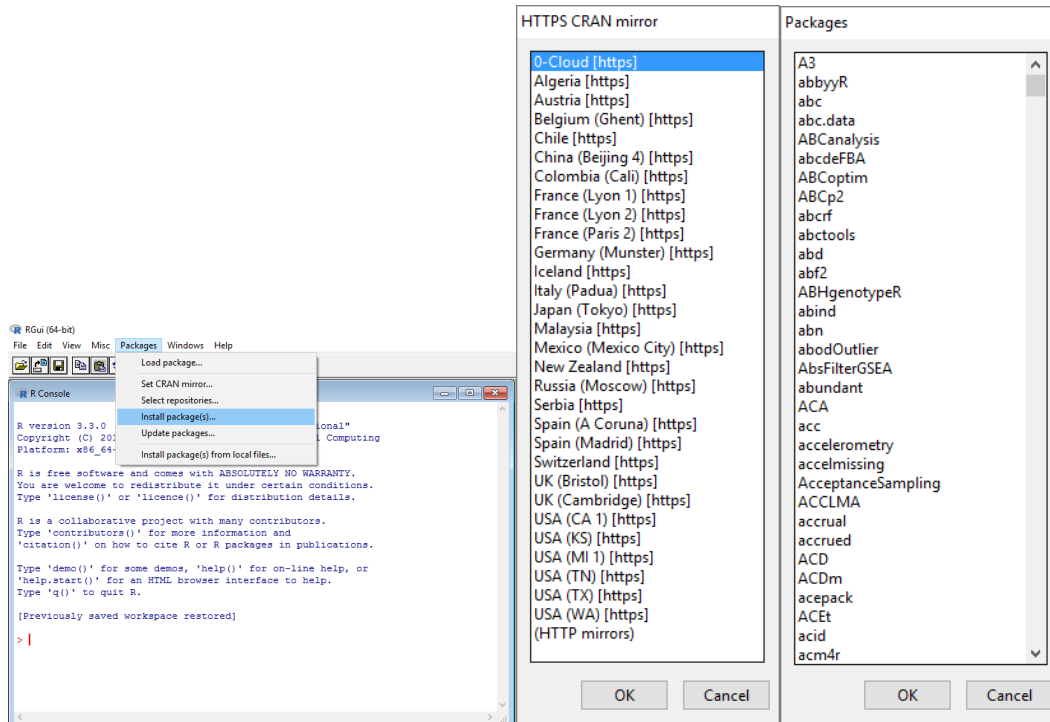 RGui (64-bit)
File Edit View Misc Packages Windows Help
Load package...
Set CRAN mirror...
Select repositories...
Install package(s)...
Update packages...
Install package(s) from local files...
R Console
R version 3.3.0
Copyright (C) Computing
Platform:
R is free software and comes with ABSOLUTELY NO WARRANTY.
You are welcome to redistribute it under certain conditions.
Type 'license()' or 'licence()' for distribution details.
R is a collaborative project with many contributors.
Type 'contributors()' for more information and
'citation()' on how to cite R or R packages in publications.
Type 'demo()' for some demos, 'help()' for on-line help, or
'help.start()' for an HTML browser interface to help.
Type 'q()' to quit R.
[Previously saved workspace restored]
>
HTTPS CRAN mirror
0-Cloud [https]
Algeria [https]
Austria [https]
Belgium (Ghent) [https]
Chile [https]
China (Beijing 4) [https]
Colombia (Cali) [https]
France (Lyon 1) [https]
France (Lyon 2) [https]
France (Paris 2) [https]
Germany (Munster) [https]
Iceland [https]
Italy (Padua) [https]
Japan (Tokyo) [https]
Malaysia [https]
Mexico (Mexico City) [https]
New Zealand [https]
Russia (Moscow) [https]
Serbia [https]
Spain (A Coruna) [https]
Spain (Madrid) [https]
Switzerland [https]
UK (Bristol) [https]
UK (Cambridge) [https]
USA (CA 1) [https]
USA (KS) [https]
USA (MI 1) [https]
USA (TN) [https]
USA (TX) [https]
USA (WA) [https]
(HTTP mirrors)
OK Cancel
Packages
A3
abbyyR
abc
abc.data
ABCanalysis
abcdeFBA
ABCoptim
ABCp2
abcrf
abctools
abd
abf2
ABHgenotypeR
abind
abn
abodOutlier
AbsFilterGSEA
abundant
ACA
acc
accelerometry
accelmissing
AcceptanceSampling
ACCLMA
accrual
accrued
ACD
ACDm
acepack
ACEt
acid
acm4r
OK Cancel